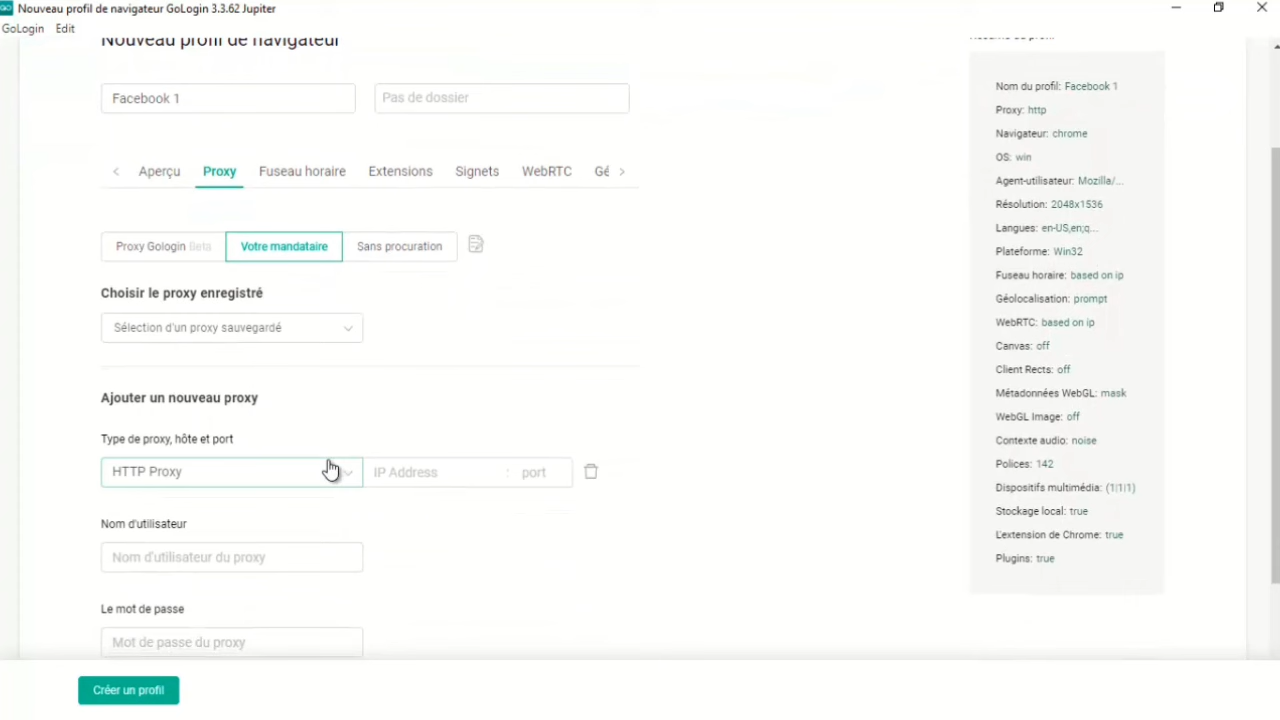 Nouveau profil de navigateur GoLogin 3.3.62 Jupiter
GoLogin Edit
Nouveau profil de navigateur
Facebook 1
Pas de dossier
Aperçu
Proxy
Fuseau horaire
Extensions
Signets
WebRTC
Gé
Proxy Gologin Beta
Votre mandataire
Sans procuration
Choisir le proxy enregistré
Sélection d'un proxy sauvegardé
Ajouter un nouveau proxy
Type de proxy, hôte et port
HTTP Proxy
IP Address : port
Nom d'utilisateur
Nom d'utilisateur du proxy
Le mot de passe
Mot de passe du proxy
Créer un profil
Nom du profil: Facebook 1
Proxy: http
Navigateur: chrome
OS: win
Agent-utilisateur: Mozilla/...
Résolution: 2048x1536
Langues: en-US,en;q...
Plateforme: Win32
Fuseau horaire: based on ip
Géolocalisation: prompt
WebRTC: based on ip
Canvas: off
Client Rects: off
Métadonnées WebGL: mask
WebGL Image: off
Contexte audio: noise
Polices: 142
Dispositifs multimédia: (1|1|1)
Stockage local: true
L'extension de Chrome: true
Plugins: true